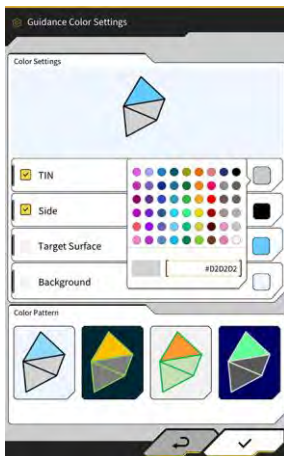 Guidance Color Settings
Color Settings
TIN
Side
Target Surface
#D2D2D2
Background
Color Pattern